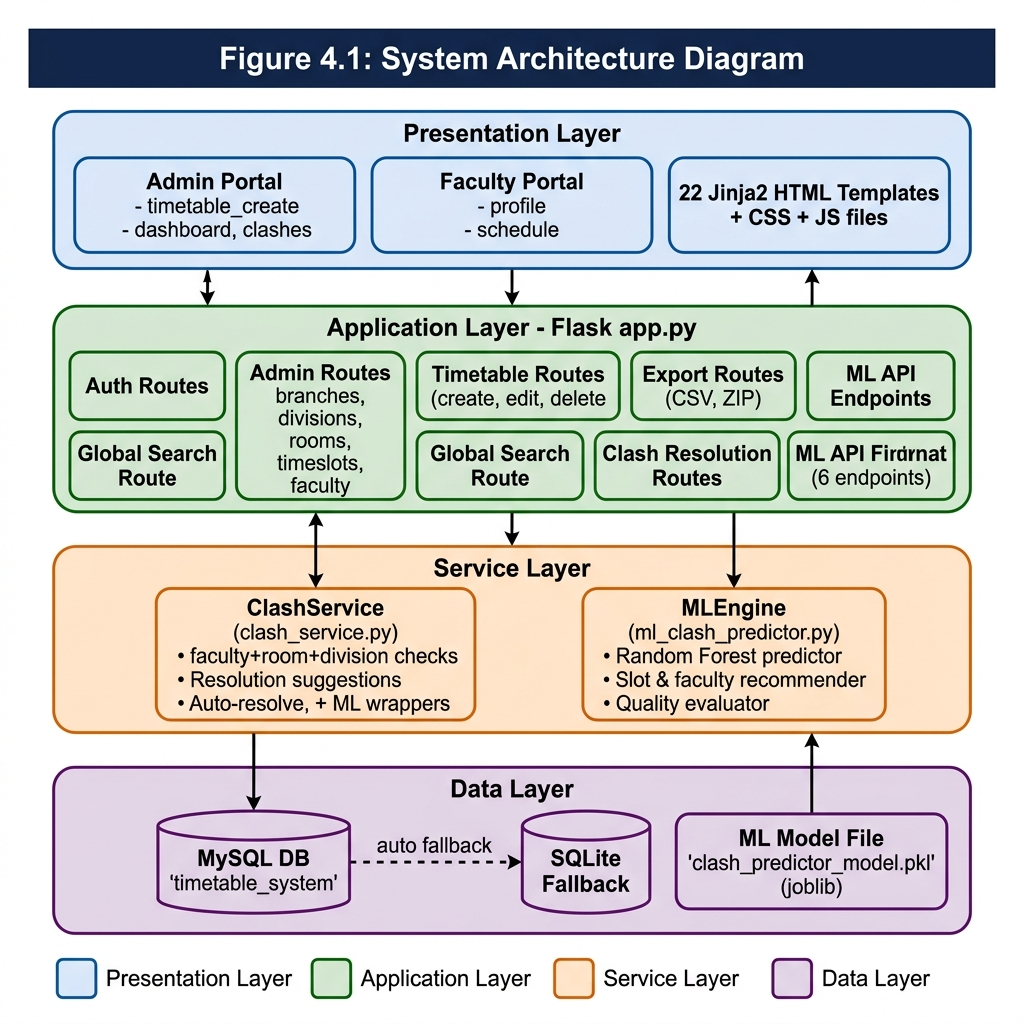 Figure 4.1: System Architecture Diagram
Presentation Layer
Admin Portal
- timetable_create
- dashboard, clashes
Faculty Portal
- profile
- schedule
22 Jinja2 HTML Templates
+ CSS + JS files
Application Layer - Flask app.py
Auth Routes
Admin Routes
branches,
divisions,
rooms,
timeslots,
faculty
Timetable Routes
(create, edit, delete
Export Routes
(CSV, ZIP)
ML API
Endpoints
Global Search
Route
Global Search
Route
Clash Resolution
Routes
ML API
(6 endpoints)
Service Layer
ClashService
(clash_service.py)
• faculty+room+division checks
• Resolution suggestions
• Auto-resolve, + ML wrappers
MLEngine
(ml_clash_predictor.py)
• Random Forest predictor
• Slot & faculty recommender
• Quality evaluator
Data Layer
MySQL DB
'timetable_system'
auto fallback
SQLite
Fallback
ML Model File
'clash_predictor_model.pkl'
(joblib)
Presentation Layer
Application Layer
Service Layer
Data Layer